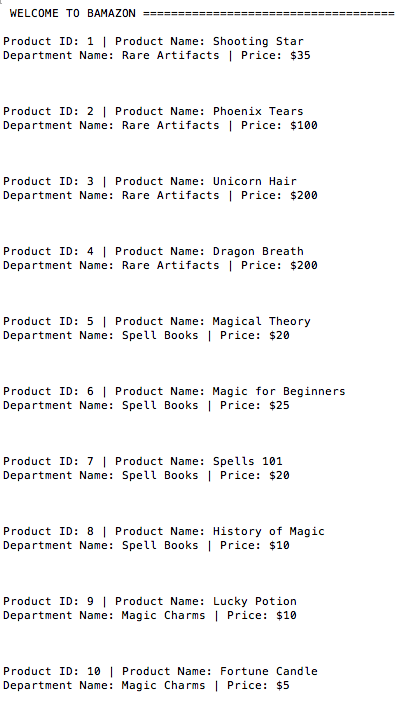 WELCOME TO BAMAZON ====================================
Product ID: 1 | Product Name: Shooting Star
Department Name: Rare Artifacts | Price: $35
Product ID: 2 | Product Name: Phoenix Tears
Department Name: Rare Artifacts | Price: $100
Product ID: 3 | Product Name: Unicorn Hair
Department Name: Rare Artifacts | Price: $200
Product ID: 4 | Product Name: Dragon Breath
Department Name: Rare Artifacts | Price: $200
Product ID: 5 | Product Name: Magical Theory
Department Name: Spell Books | Price: $20
Product ID: 6 | Product Name: Magic for Beginners
Department Name: Spell Books | Price: $25
Product ID: 7 | Product Name: Spells 101
Department Name: Spell Books | Price: $20
Product ID: 8 | Product Name: History of Magic
Department Name: Spell Books | Price: $10
Product ID: 9 | Product Name: Lucky Potion
Department Name: Magic Charms | Price: $10
Product ID: 10 | Product Name: Fortune Candle
Department Name: Magic Charms | Price: $5